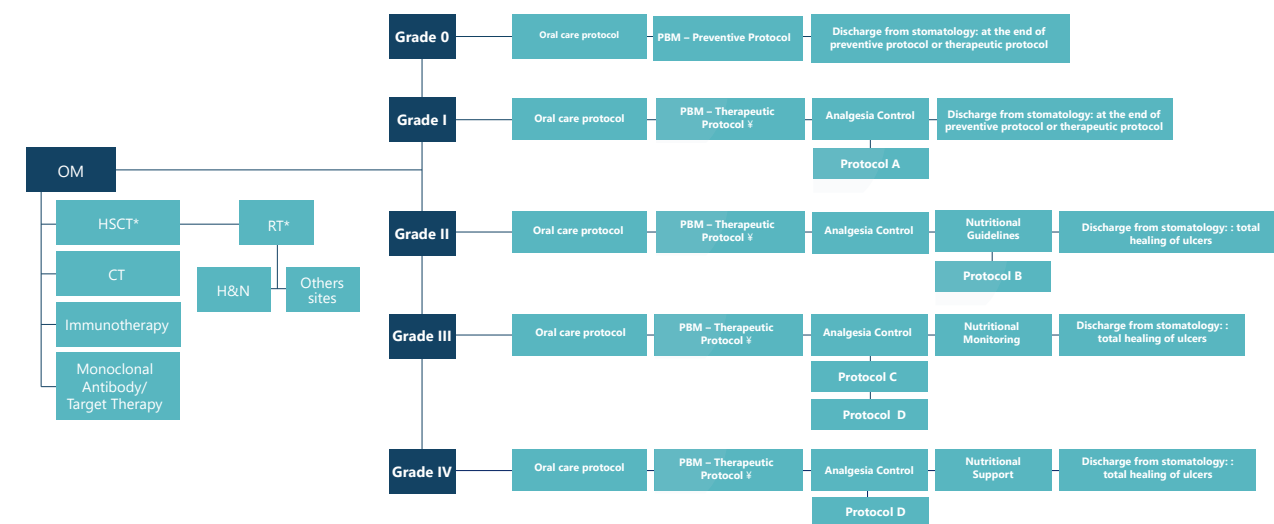 OM
HSCT*
RT*
CT
H&N
Others
sites
Immunotherapy
Monoclonal
Antibody/
Target Therapy
Grade 0
Oral care protocol
PBM – Preventive Protocol
Discharge from stomatology: at the end of
preventive protocol or therapeutic protocol
Grade I
Oral care protocol
PBM – Therapeutic
Protocol ¥
Analgesia Control
Protocol A
Discharge from stomatology: at the end of
preventive protocol or therapeutic protocol
Grade II
Oral care protocol
PBM – Therapeutic
Protocol ¥
Analgesia Control
Nutritional
Guidelines
Protocol B
Discharge from stomatology: : total
healing of ulcers
Grade III
Oral care protocol
PBM – Therapeutic
Protocol ¥
Analgesia Control
Protocol C
Protocol D
Nutritional
Monitoring
Discharge from stomatology: :
total healing of ulcers
Grade IV
Oral care protocol
PBM – Therapeutic
Protocol ¥
Analgesia Control
Protocol D
Nutritional
Support
Discharge from stomatology: :
total healing of ulcers